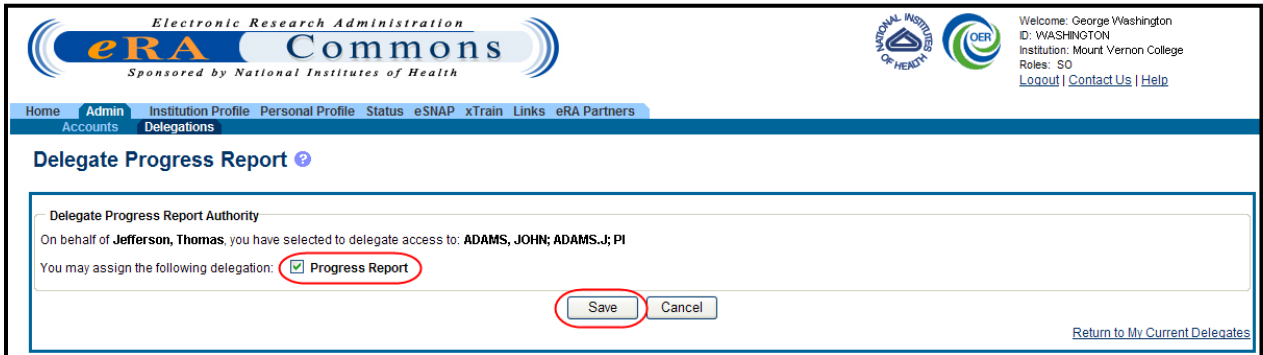 Electronic Research Administration
eRA Commons
Sponsored by National Institutes of Health
NATIONAL INSTITUTES OF HEALTH
OER
Welcome: George Washington
ID: WASHINGTON
Institution: Mount Vernon College
Roles: SO
Logout | Contact Us | Help
Home Admin Institution Profile Personal Profile Status eSNAP xTrain Links eRA Partners
Accounts Delegations
Delegate Progress Report ?
Delegate Progress Report Authority
On behalf of Jefferson, Thomas, you have selected to delegate access to: ADAMS, JOHN; ADAMS.J; PI
You may assign the following delegation: Progress Report
Save Cancel
Return to My Current Delegates